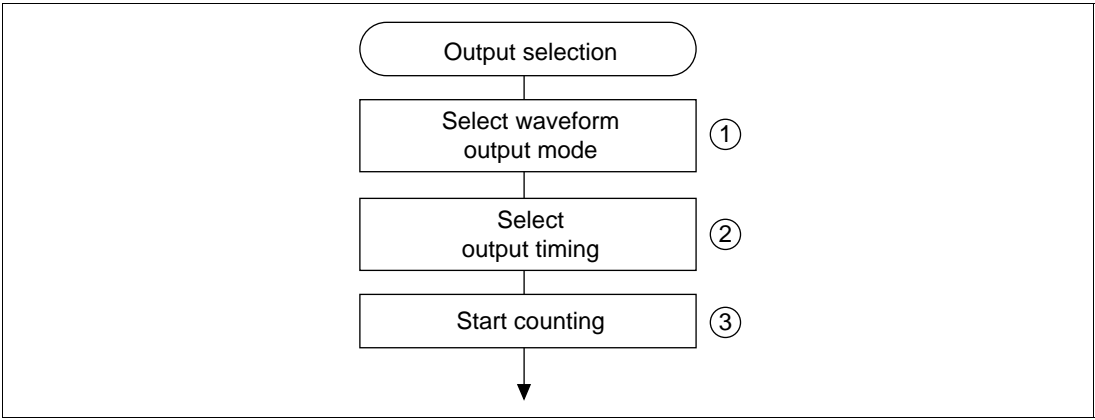 Output selection
Select waveform
output mode
①
Select
output timing
②
Start counting
③